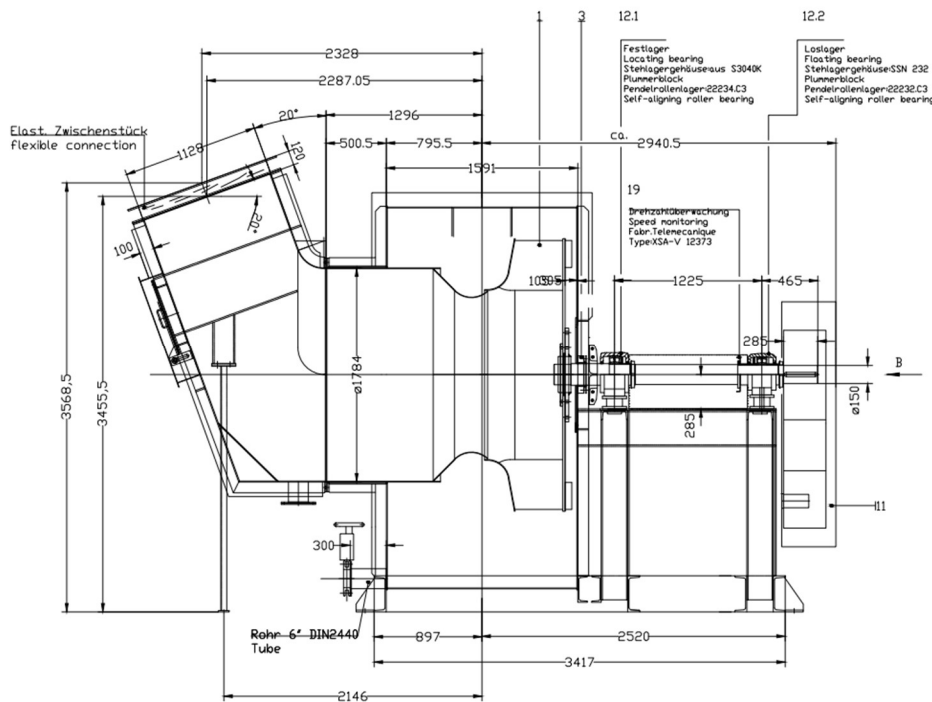 1
3
12.1
12.2
Festlager
Locating bearing
Stehlagergehäuse:aus S3040K
Plummerblock
Pendelrollenlager:22234.C3
Self-aligning roller bearing
Loslager
Floating bearing
Stehlagergehäuse:SSN 232
Plummerblock
Pendelrollenlager:22232.C3
Self-aligning roller bearing
2328
2287.05
20°
1296
500.5
795.5
ca.
2940.5
1591
Elast. Zwischenstück
flexible connection
1128
120
19
Drehzahlüberwachung
Speed monitoring
Fabr.Telemecanique
Type:XSA-V 12373
20°
100
305
1225
465
285
B
ø1784
ø150
3568,5
3455,5
285
11
300
Rohr 6" DIN2440
Tube
897
2520
3417
2146